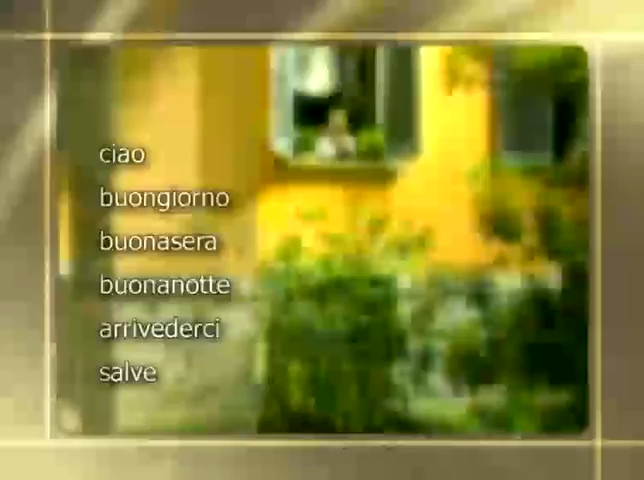 ciao
buongiorno
buonasera
buonanotte
arrivederci
salve